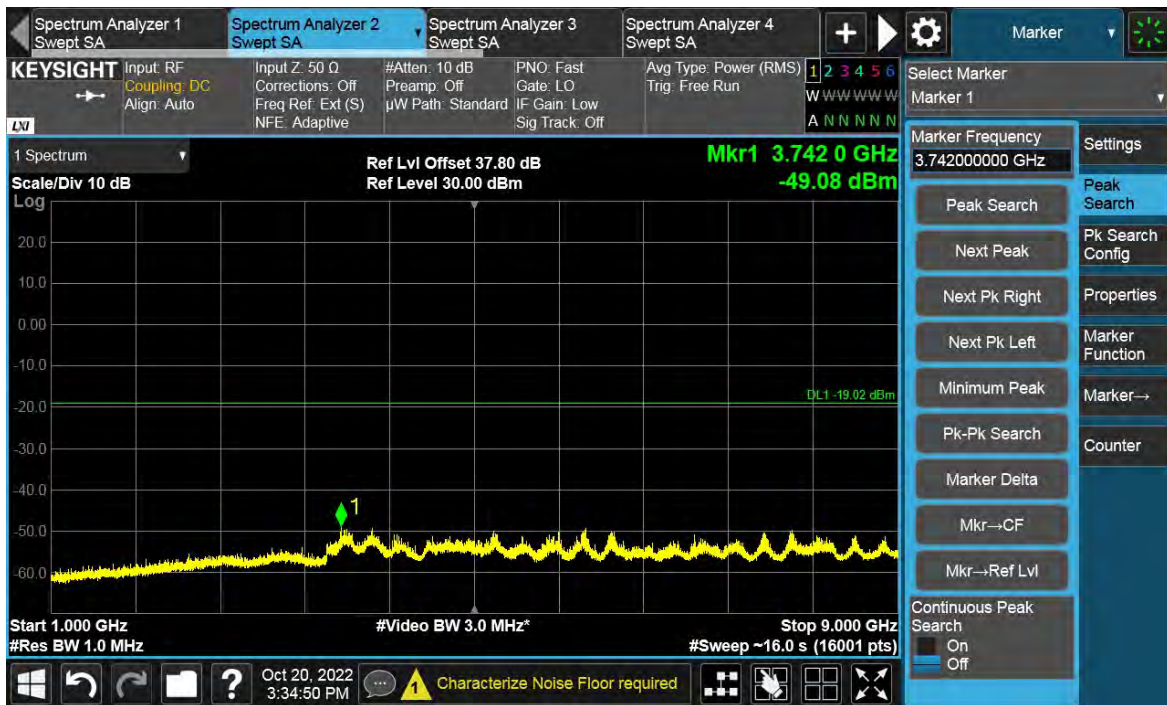 Spectrum Analyzer 1
Swept SA
Spectrum Analyzer 2
Swept SA
Spectrum Analyzer 3
Swept SA
Spectrum Analyzer 4
Swept SA
+
Marker
KEYSIGHT
LXI
Input: RF
Coupling: DC
Align: Auto
Input Z: 50 Ω
Corrections: Off
Freq Ref: Ext (S)
NFE: Adaptive
#Atten: 10 dB
Preamp: Off
µW Path: Standard
PNO: Fast
Gate: LO
IF Gain: Low
Sig Track: Off
Avg Type: Power (RMS)
Trig: Free Run
1 2 3 4 5 6
W W W W W W
A N N N N N
Select Marker
Marker 1
1 Spectrum
Scale/Div 10 dB
Ref Lvl Offset 37.80 dB
Ref Level 30.00 dBm
Mkr1 3.742 0 GHz
-49.08 dBm
Log
20.0
10.0
0.00
-10.0
-20.0
-30.0
-40.0
-50.0
-60.0
DL1 -19.02 dBm
1
Start 1.000 GHz
#Res BW 1.0 MHz
#Video BW 3.0 MHz*
Stop 9.000 GHz
#Sweep ~16.0 s (16001 pts)
Marker Frequency
3.742000000 GHz
Peak Search
Next Peak
Next Pk Right
Next Pk Left
Minimum Peak
Pk-Pk Search
Marker Delta
Mkr→CF
Mkr→Ref Lvl
Continuous Peak
Search
On
Off
Settings
Peak
Search
Pk Search
Config
Properties
Marker
Function
Marker→
Counter
?
Oct 20, 2022
3:34:50 PM
1
Characterize Noise Floor required